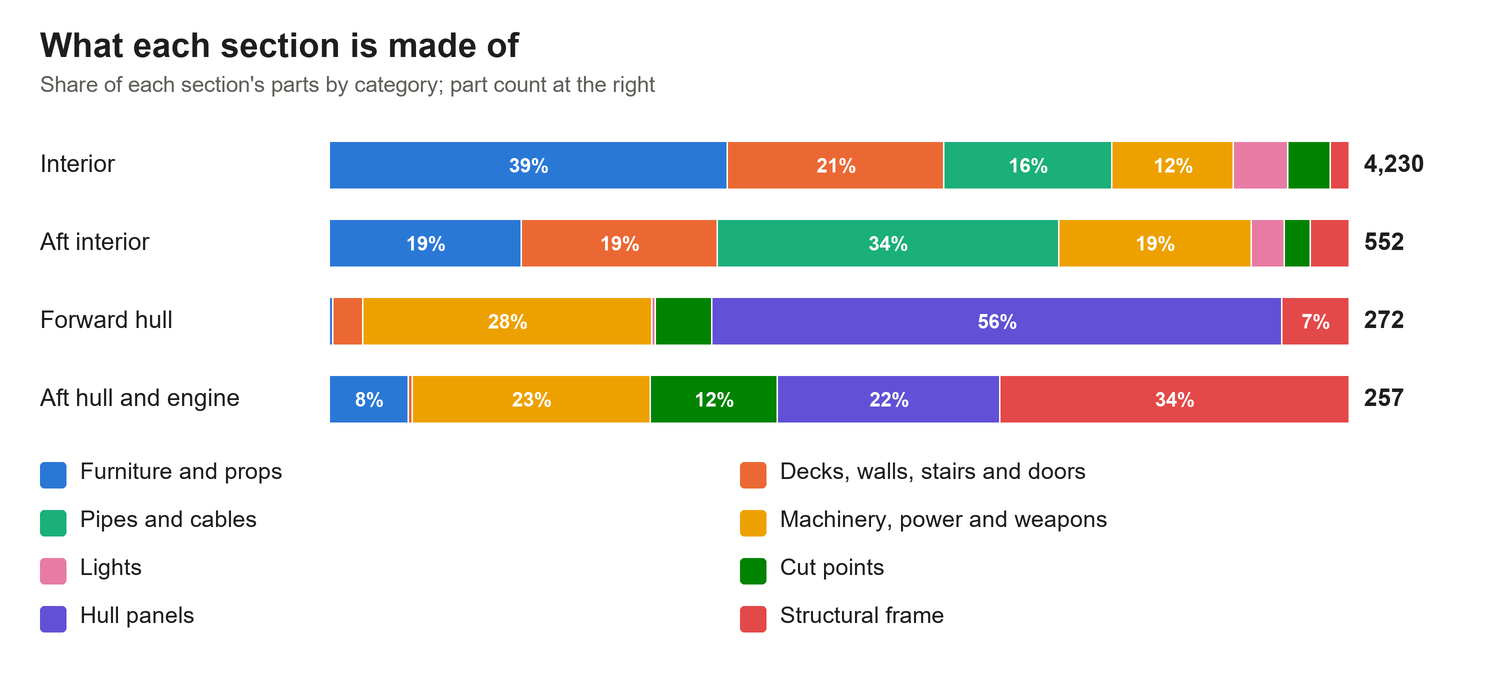 What each section is made of
Share of each section's parts by category; part count at the right
Interior 39% 21% 16% 12% 4,230
Aft interior 19% 19% 34% 19% 552
Forward hull 28% 56% 7% 272
Aft hull and engine 8% 23% 12% 22% 34% 257
Furniture and props Decks, walls, stairs and doors
Pipes and cables Machinery, power and weapons
Lights Cut points
Hull panels Structural frame